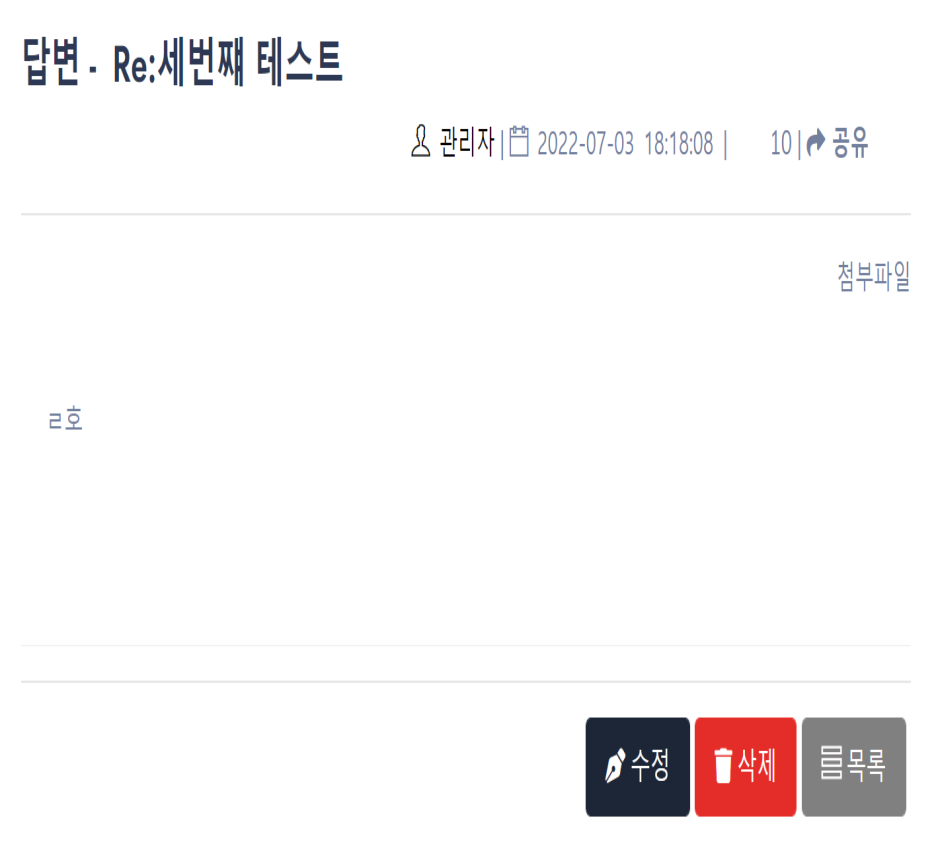 답변 - Re:세번쨰 테스트
관리자 | 2022-07-03 18:18:08 | 10 | 공유
첨부파일
ㄹ호
수정 삭제 목록